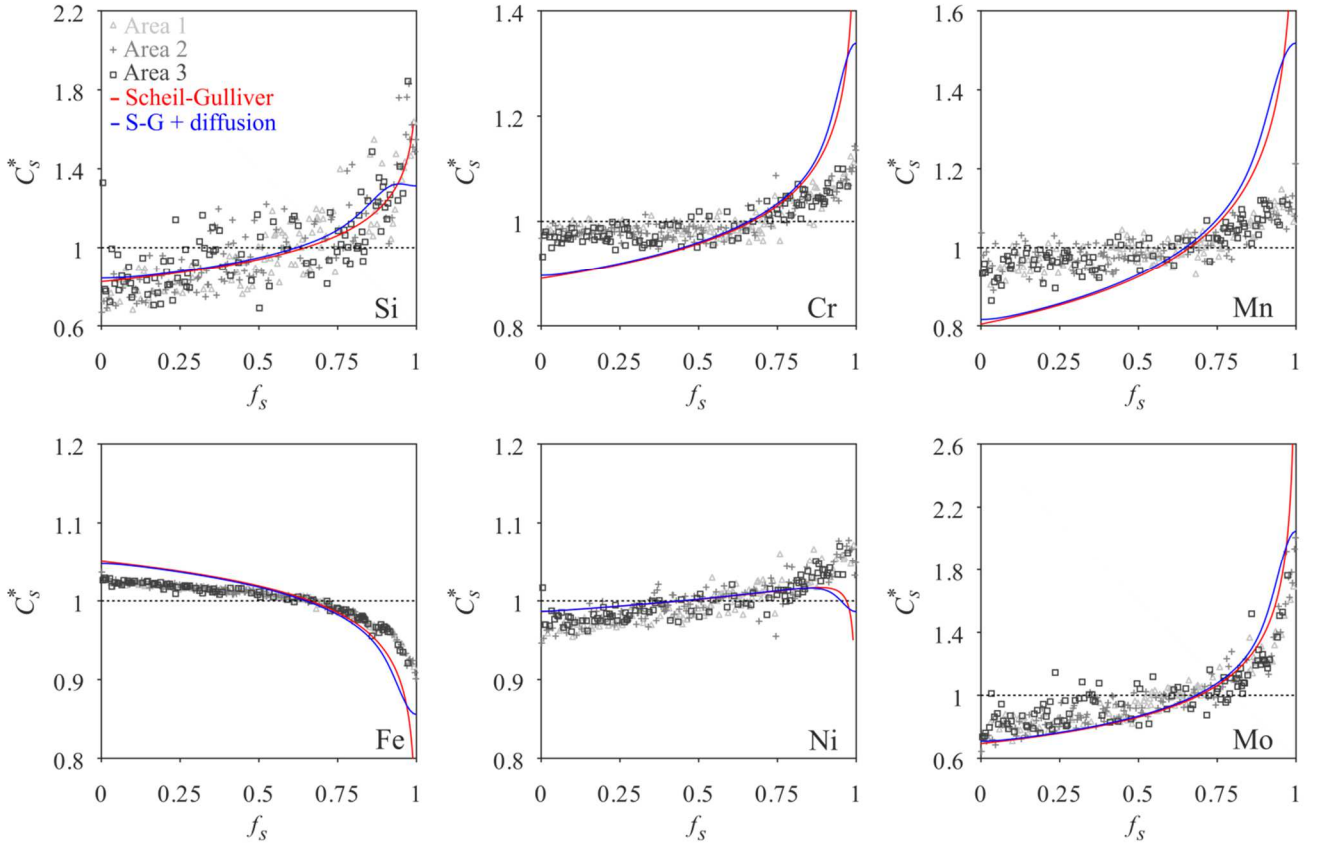 2.2
1.8
1.4
1
0.6
C*s
Area 1
Area 2
Area 3
Scheil-Gulliver
S-G + diffusion
Si
0 0.25 0.5 0.75 1
fs
1.4
1.2
1
0.8
C*s
Cr
0 0.25 0.5 0.75 1
fs
1.6
1.4
1.2
1
0.8
C*s
Mn
0 0.25 0.5 0.75 1
fs
1.2
1.1
1
0.9
0.8
C*s
Fe
0 0.25 0.5 0.75 1
fs
1.2
1.1
1
0.9
0.8
C*s
Ni
0 0.25 0.5 0.75 1
fs
2.6
2.2
1.8
1.4
1
0.6
C*s
Mo
0 0.25 0.5 0.75 1
fs